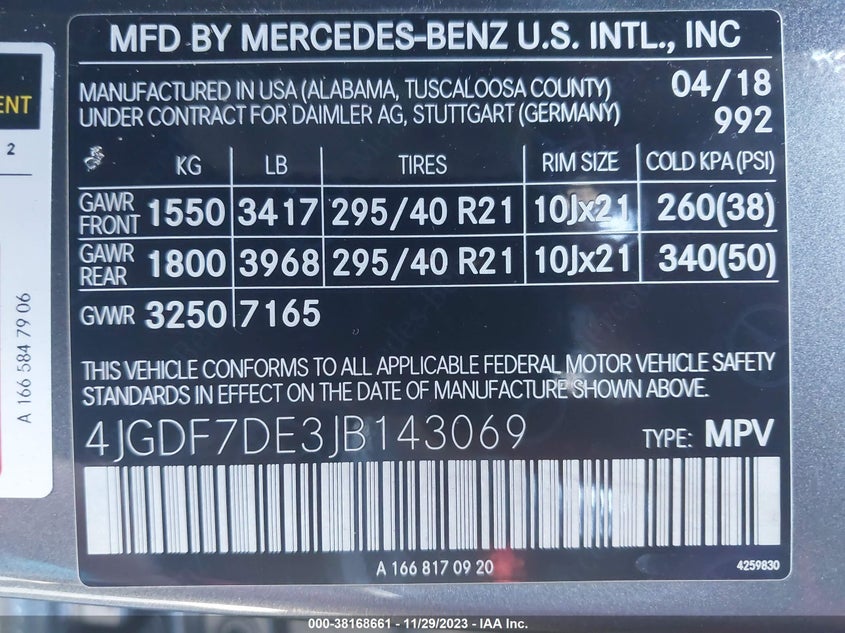 MFD BY MERCEDES-BENZ U.S. INTL., INC
MANUFACTURED IN USA (ALABAMA, TUSCALOOSA COUNTY) 04/18
UNDER CONTRACT FOR DAIMLER AG, STUTTGART (GERMANY) 992
KG LB TIRES RIM SIZE COLD KPA (PSI)
GAWR FRONT 1550 3417 295/40 R21 10Jx21 260(38)
GAWR REAR 1800 3968 295/40 R21 10Jx21 340(50)
GVWR 3250 7165
THIS VEHICLE CONFORMS TO ALL APPLICABLE FEDERAL MOTOR VEHICLE SAFETY
STANDARDS IN EFFECT ON THE DATE OF MANUFACTURE SHOWN ABOVE.
4JGDF7DE3JB143069 TYPE: MPV
A 166 817 09 20 4259830
ENT
2
A 166 584 79 06
000-38168661 - 11/29/2023 - IAA Inc.